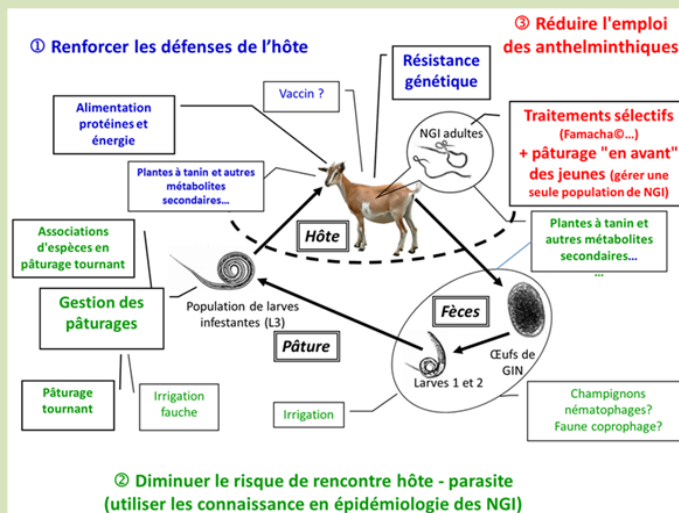 ① Renforcer les défenses de l'hôte
③ Réduire l'emploi
des anthelminthiques
Vaccin ?
Résistance
génétique
Alimentation
protéines et
énergie
NGI adultes
Traitements sélectifs
(Famacha©…)
+ pâturage "en avant"
des jeunes (gérer une
seule population de NGI)
Plantes à tanin et autres
métabolites
secondaires…
Hôte
Plantes à tanin et
autres métabolites
secondaires…
…
Associations
d'espèces en
pâturage tournant
Gestion des
pâturages
Population de larves
infestantes (L3)
Fèces
Pâture
Œufs de
GIN
Larves 1 et 2
Pâturage
tournant
Irrigation
fauche
Irrigation
Champignons
nématophages?
Faune coprophage?
② Diminuer le risque de rencontre hôte - parasite
(utiliser les connaissance en épidémiologie des NGI)